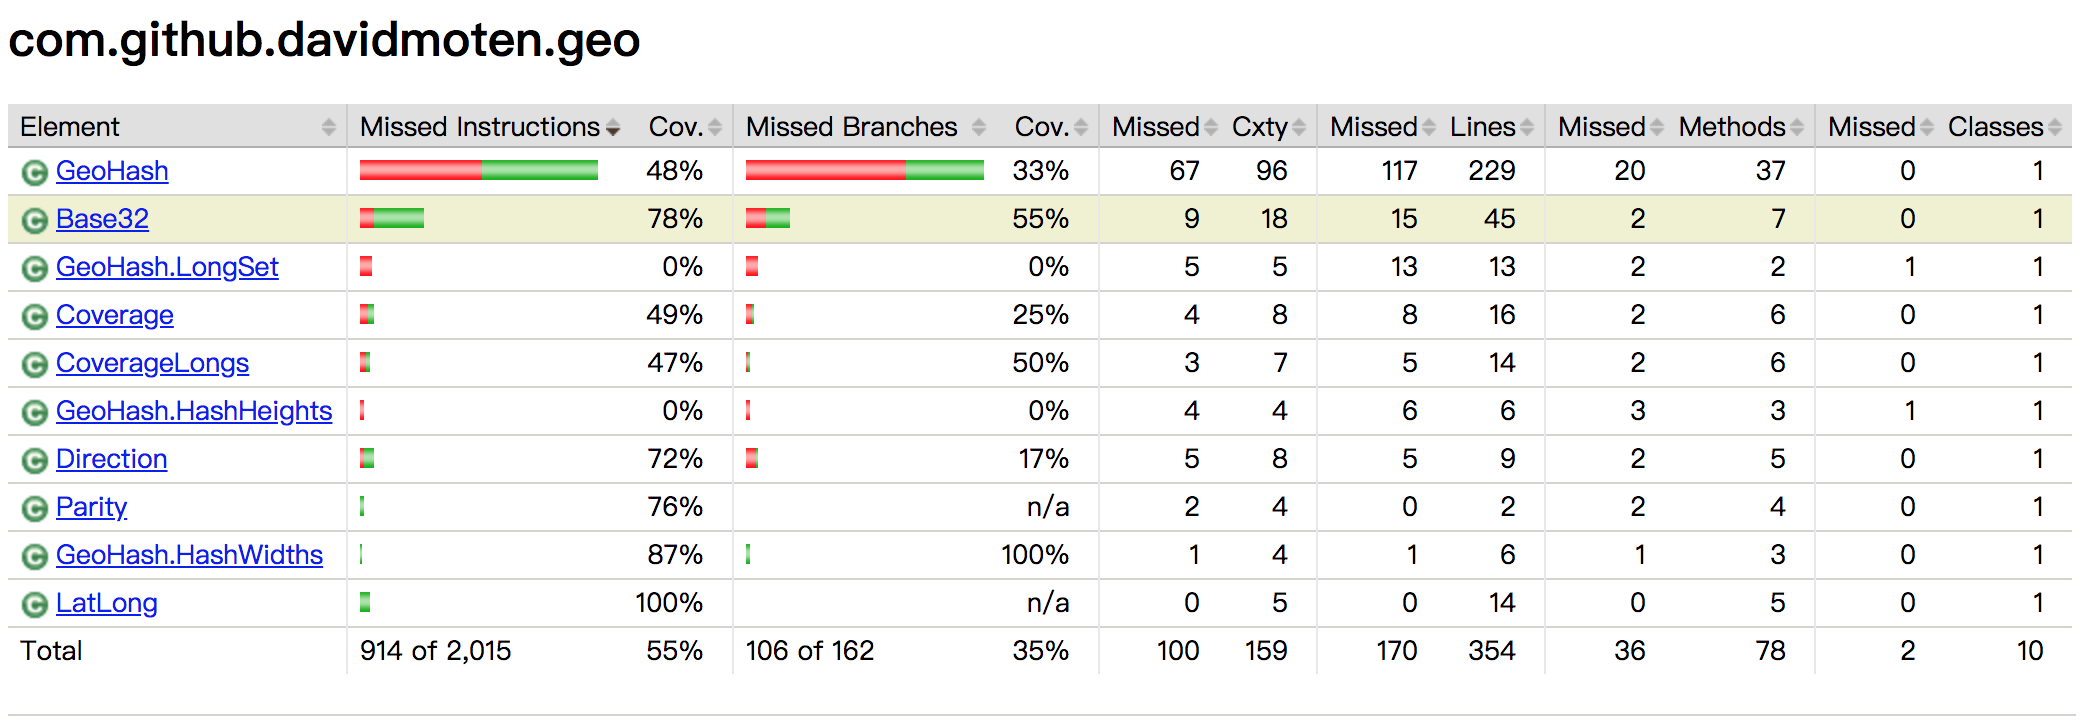 com.github.davidmoten.geo
Element Missed Instructions Cov. Missed Branches Cov. Missed Cxty Missed Lines Missed Methods Missed Classes
C GeoHash 48% 33% 67 96 117 229 20 37 0 1
C Base32 78% 55% 9 18 15 45 2 7 0 1
C GeoHash.LongSet 0% 0% 5 5 13 13 2 2 1 1
C Coverage 49% 25% 4 8 8 16 2 6 0 1
C CoverageLongs 47% 50% 3 7 5 14 2 6 0 1
C GeoHash.HashHeights 0% 0% 4 4 6 6 3 3 1 1
C Direction 72% 17% 5 8 5 9 2 5 0 1
C Parity 76% n/a 2 4 0 2 2 4 0 1
C GeoHash.HashWidths 87% 100% 1 4 1 6 1 3 0 1
C LatLong 100% n/a 0 5 0 14 0 5 0 1
Total 914 of 2,015 55% 106 of 162 35% 100 159 170 354 36 78 2 10